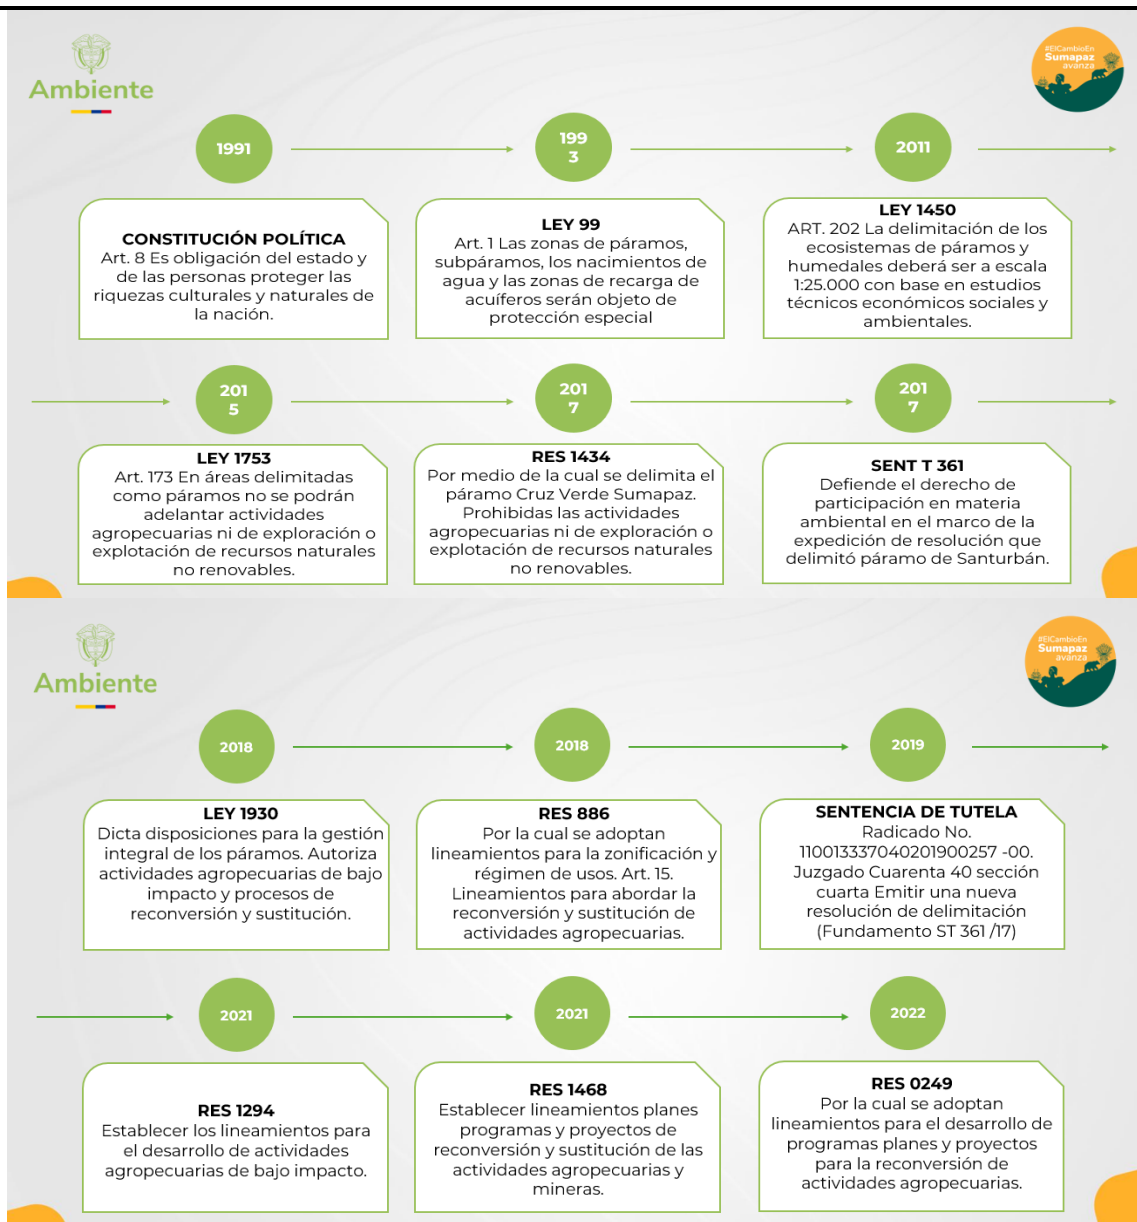 Ambiente
#ElCambioEn
Sumapaz
avanza
1991
199
3
2011
CONSTITUCIÓN POLÍTICA
Art. 8 Es obligación del estado y
de las personas proteger las
riquezas culturales y naturales de
la nación.
LEY 99
Art. 1 Las zonas de páramos,
subpáramos, los nacimientos de
agua y las zonas de recarga de
acuíferos serán objeto de
protección especial
LEY 1450
ART. 202 La delimitación de los
ecosistemas de páramos y
humedales deberá ser a escala
1:25.000 con base en estudios
técnicos económicos sociales y
ambientales.
201
5
201
7
201
7
LEY 1753
Art. 173 En áreas delimitadas
como páramos no se podrán
adelantar actividades
agropecuarias ni de exploración o
explotación de recursos naturales
no renovables.
RES 1434
Por medio de la cual se delimita el
páramo Cruz Verde Sumapaz.
Prohibidas las actividades
agropecuarias ni de exploración o
explotación de recursos naturales
no renovables.
SENT T 361
Defiende el derecho de
participación en materia
ambiental en el marco de la
expedición de resolución que
delimitó páramo de Santurbán.
Ambiente
#ElCambioEn
Sumapaz
avanza
2018
2018
2019
LEY 1930
Dicta disposiciones para la gestión
integral de los páramos. Autoriza
actividades agropecuarias de bajo
impacto y procesos de
reconversión y sustitución.
RES 886
Por la cual se adoptan
lineamientos para la zonificación y
régimen de usos. Art. 15.
Lineamientos para abordar la
reconversión y sustitución de
actividades agropecuarias.
SENTENCIA DE TUTELA
Radicado No.
110013337040201900257 -00.
Juzgado Cuarenta 40 sección
cuarta Emitir una nueva
resolución de delimitación
(Fundamento ST 361 /17)
2021
2021
2022
RES 1294
Establecer los lineamientos para
el desarrollo de actividades
agropecuarias de bajo impacto.
RES 1468
Establecer lineamientos planes
programas y proyectos de
reconversión y sustitución de las
actividades agropecuarias y
mineras.
RES 0249
Por la cual se adoptan
lineamientos para el desarrollo de
programas planes y proyectos
para la reconversión de
actividades agropecuarias.